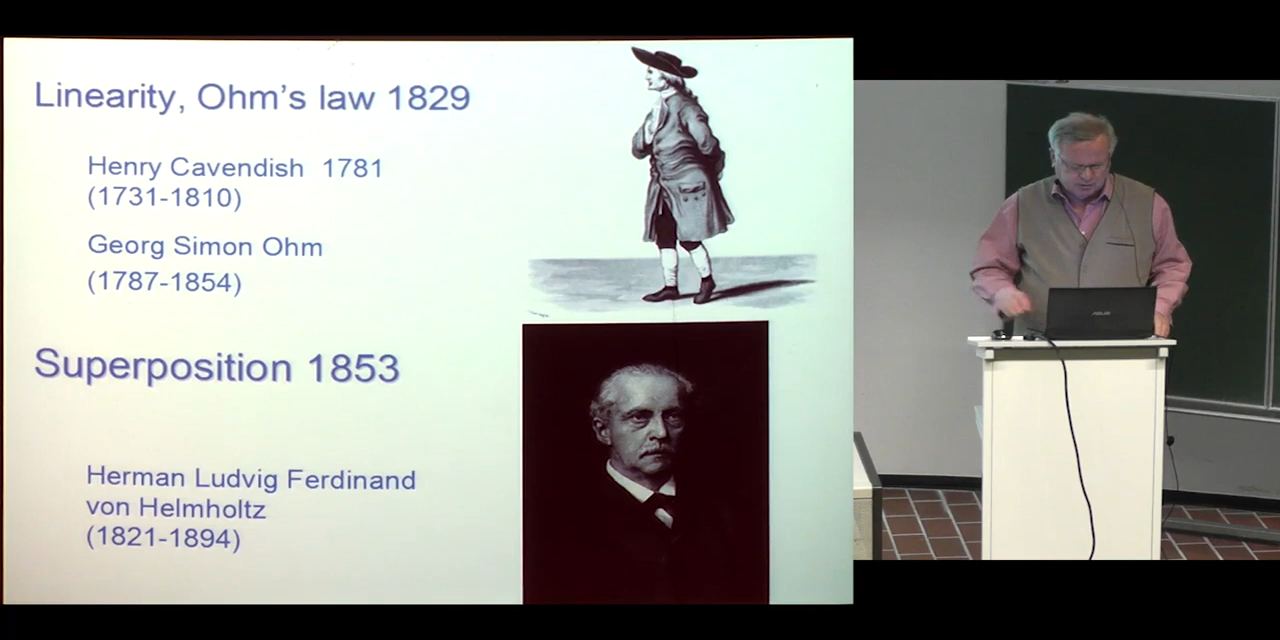 Linearity, Ohm's law 1829
Henry Cavendish 1781
(1731-1810)
Georg Simon Ohm
(1787-1854)
Superposition 1853
Herman Ludvig Ferdinand
von Helmholtz
(1821-1894)
ASUS